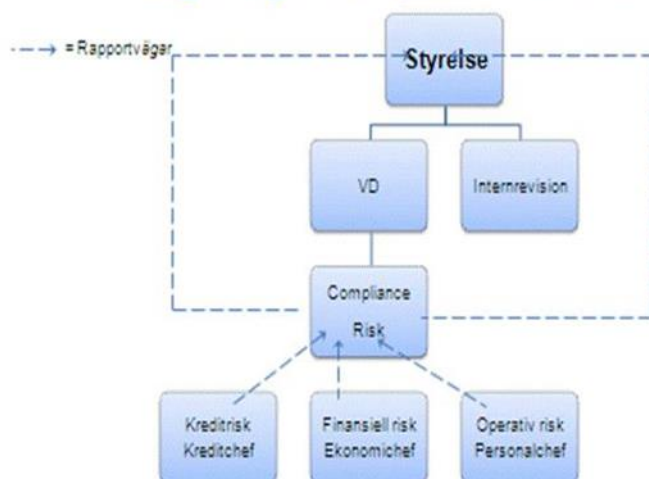 = Rapportvägar
Styrelse
VD
Internrevision
Compliance
Risk
Kreditrisk
Kreditchef
Finansiell risk
Ekonomichef
Operativ risk
Personalchef